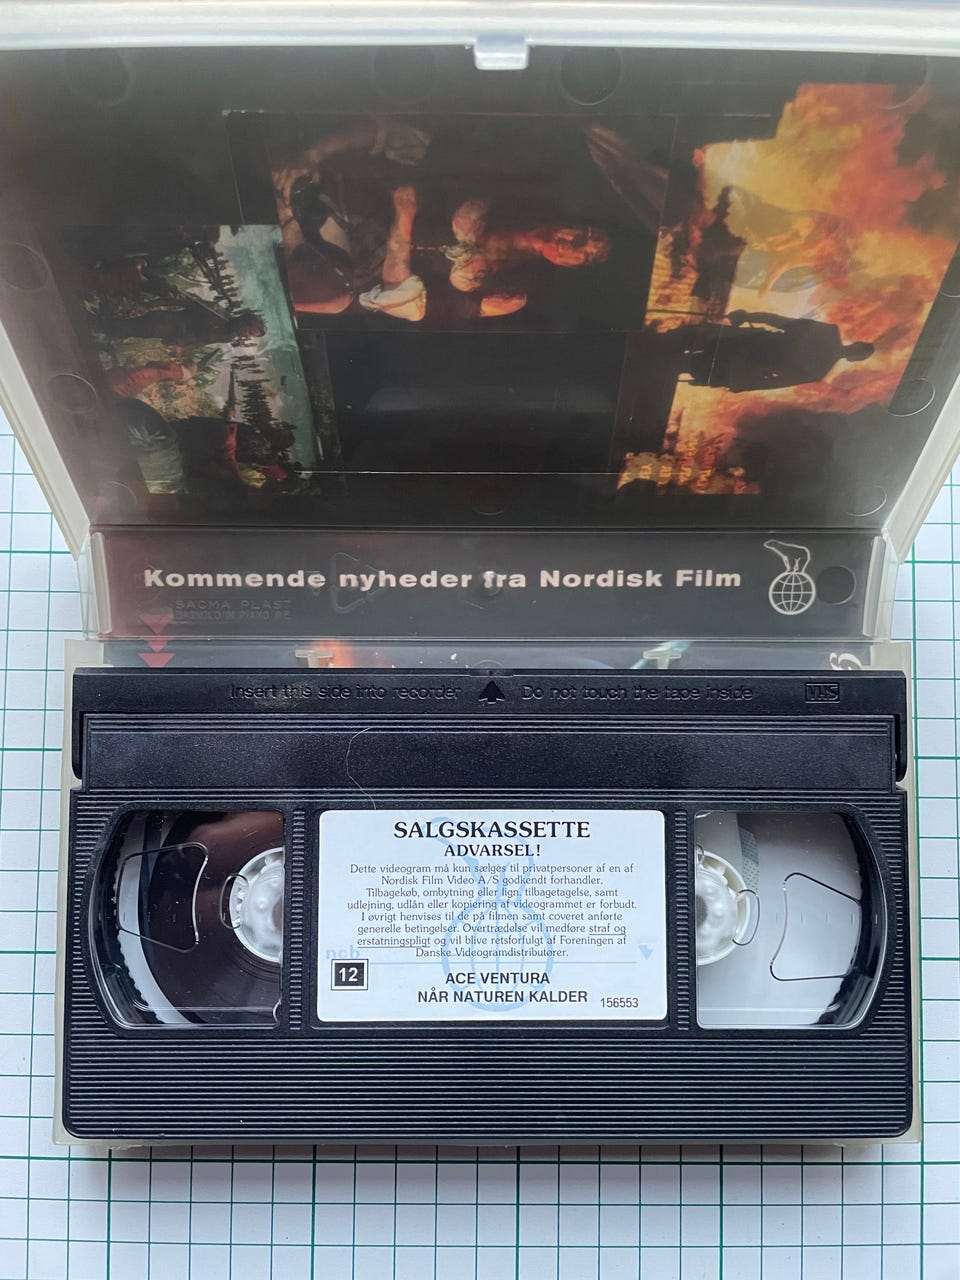 Kommende nyheder fra Nordisk Film
SACMA PLAST
BAGNOLO IN PIANO RE
Insert this side into recorder Do not touch the tape inside VHS
SALGSKASSETTE
ADVARSEL!
Dette videogram må kun sælges til privatpersoner af en af
Nordisk Film Video A/S godkendt forhandler.
Tilbagekøb, ombytning eller lign. tilbagetagelse, samt
udlejning, udlån eller kopiering af videogrammet er forbudt.
I øvrigt henvises til de på filmen samt coveret anførte
generelle betingelser. Overtrædelse vil medføre straf og
erstatningspligt og vil blive retsforfulgt af Foreningen af
Danske Videogramdistributører.
12
ACE VENTURA
NÅR NATUREN KALDER 156553